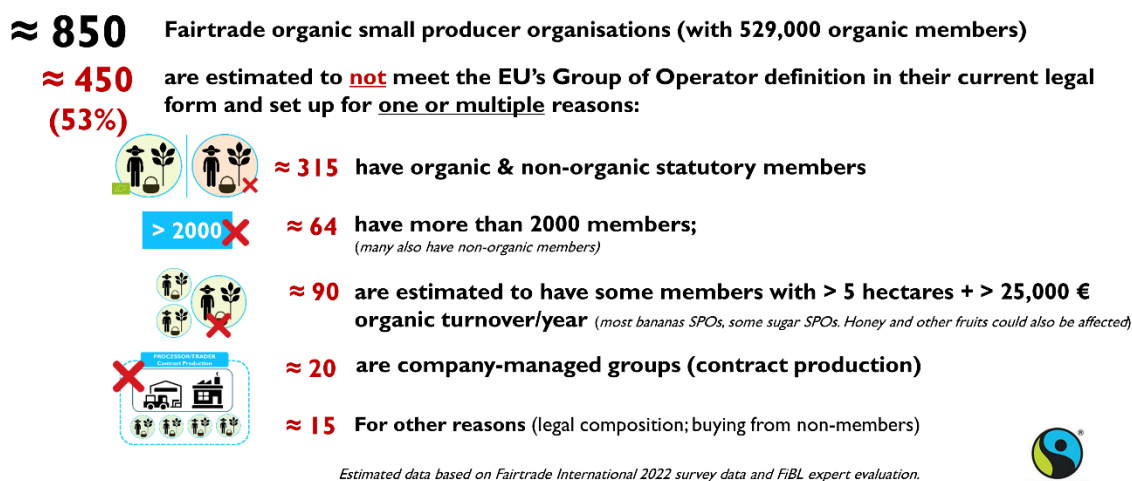 ≈ 850 Fairtrade organic small producer organisations (with 529,000 organic members)
≈ 450 are estimated to not meet the EU's Group of Operator definition in their current legal
(53%) form and set up for one or multiple reasons:
≈ 315 have organic & non-organic statutory members
> 2000 ≈ 64 have more than 2000 members;
(many also have non-organic members)
≈ 90 are estimated to have some members with > 5 hectares + > 25,000 €
organic turnover/year (most bananas SPOs, some sugar SPOs. Honey and other fruits could also be affected)
PROCESSOR/TRADER
Contract Production
≈ 20 are company-managed groups (contract production)
≈ 15 For other reasons (legal composition; buying from non-members)
Estimated data based on Fairtrade International 2022 survey data and FiBL expert evaluation.
®